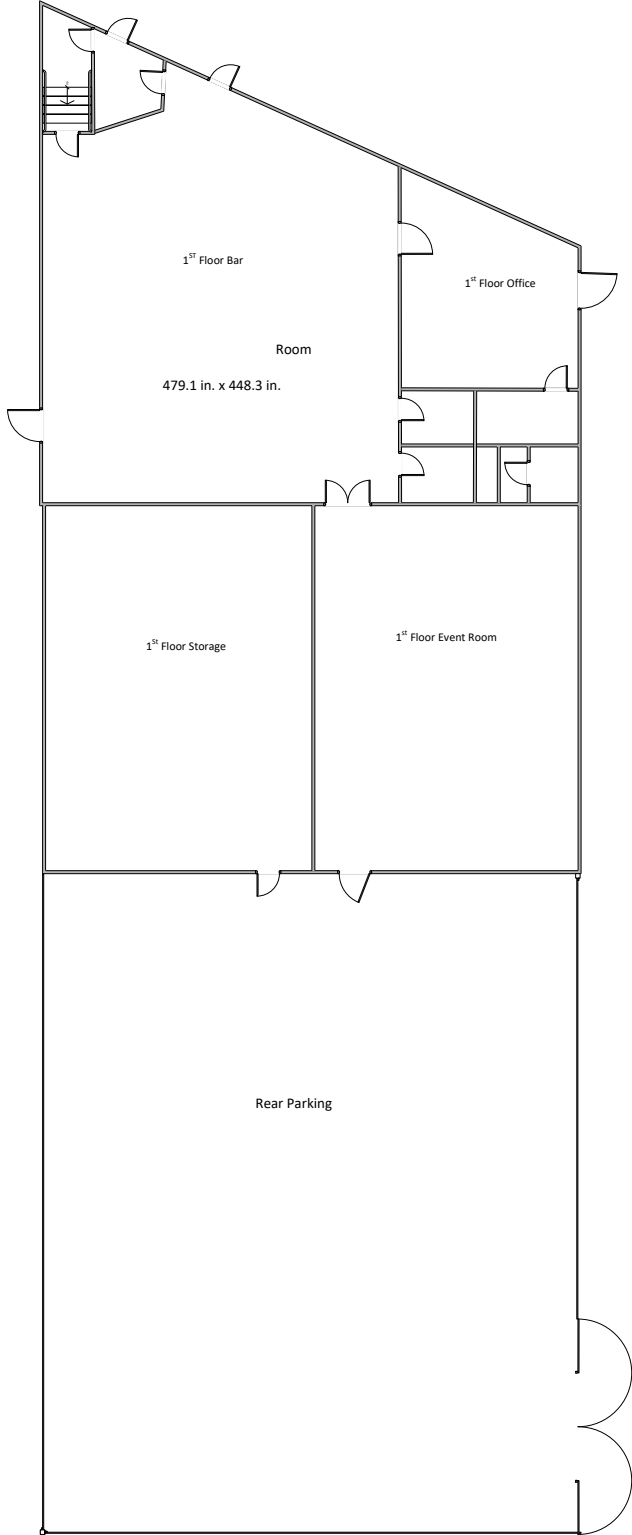 1ST Floor Bar
1st Floor Office
Room
479.1 in. x 448.3 in.
1St Floor Storage
1st Floor Event Room
Rear Parking